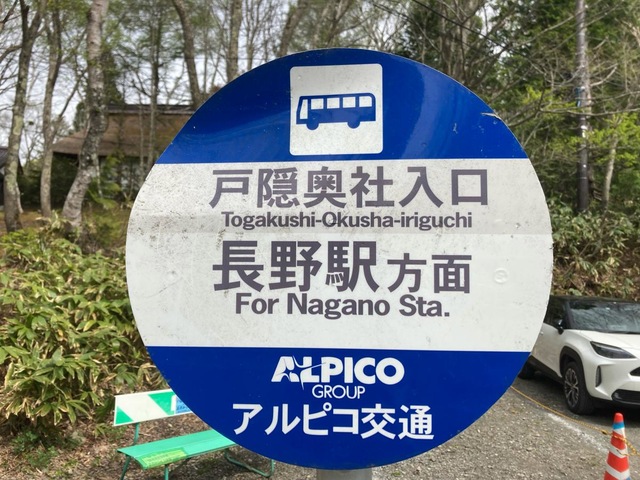 戸隠奥社入口
Togakushi-Okusha-iriguchi
長野駅方面
For Nagano Sta.
ALPICO
GROUP
アルピコ交通